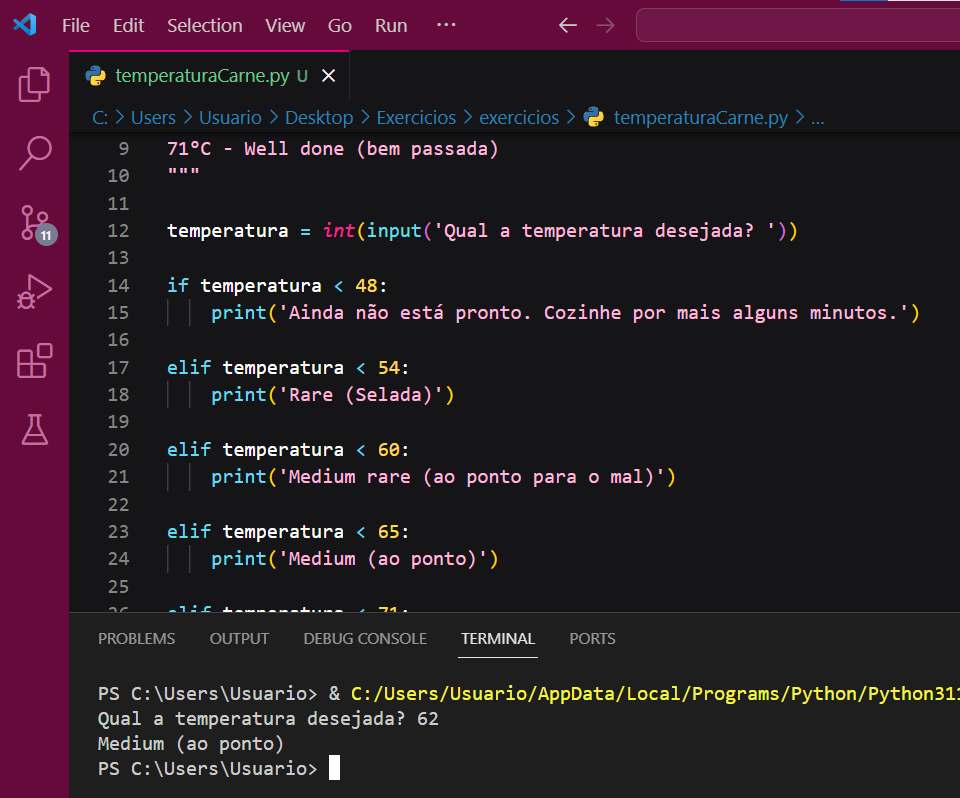 File Edit Selection View Go Run ...
temperaturaCarne.py U
C: > Users > Usuario > Desktop > Exercicios > exercicios > temperaturaCarne.py > ...
9 71°C - Well done (bem passada)
10 """
11
12 temperatura = int(input('Qual a temperatura desejada? '))
13
14 if temperatura < 48:
15 print('Ainda não está pronto. Cozinhe por mais alguns minutos.')
16
17 elif temperatura < 54:
18 print('Rare (Selada)')
19
20 elif temperatura < 60:
21 print('Medium rare (ao ponto para o mal)')
22
23 elif temperatura < 65:
24 print('Medium (ao ponto)')
25
26 elif temperatura < 71:
11
PROBLEMS OUTPUT DEBUG CONSOLE TERMINAL PORTS
PS C:\Users\Usuario> & C:/Users/Usuario/AppData/Local/Programs/Python/Python311
Qual a temperatura desejada? 62
Medium (ao ponto)
PS C:\Users\Usuario>